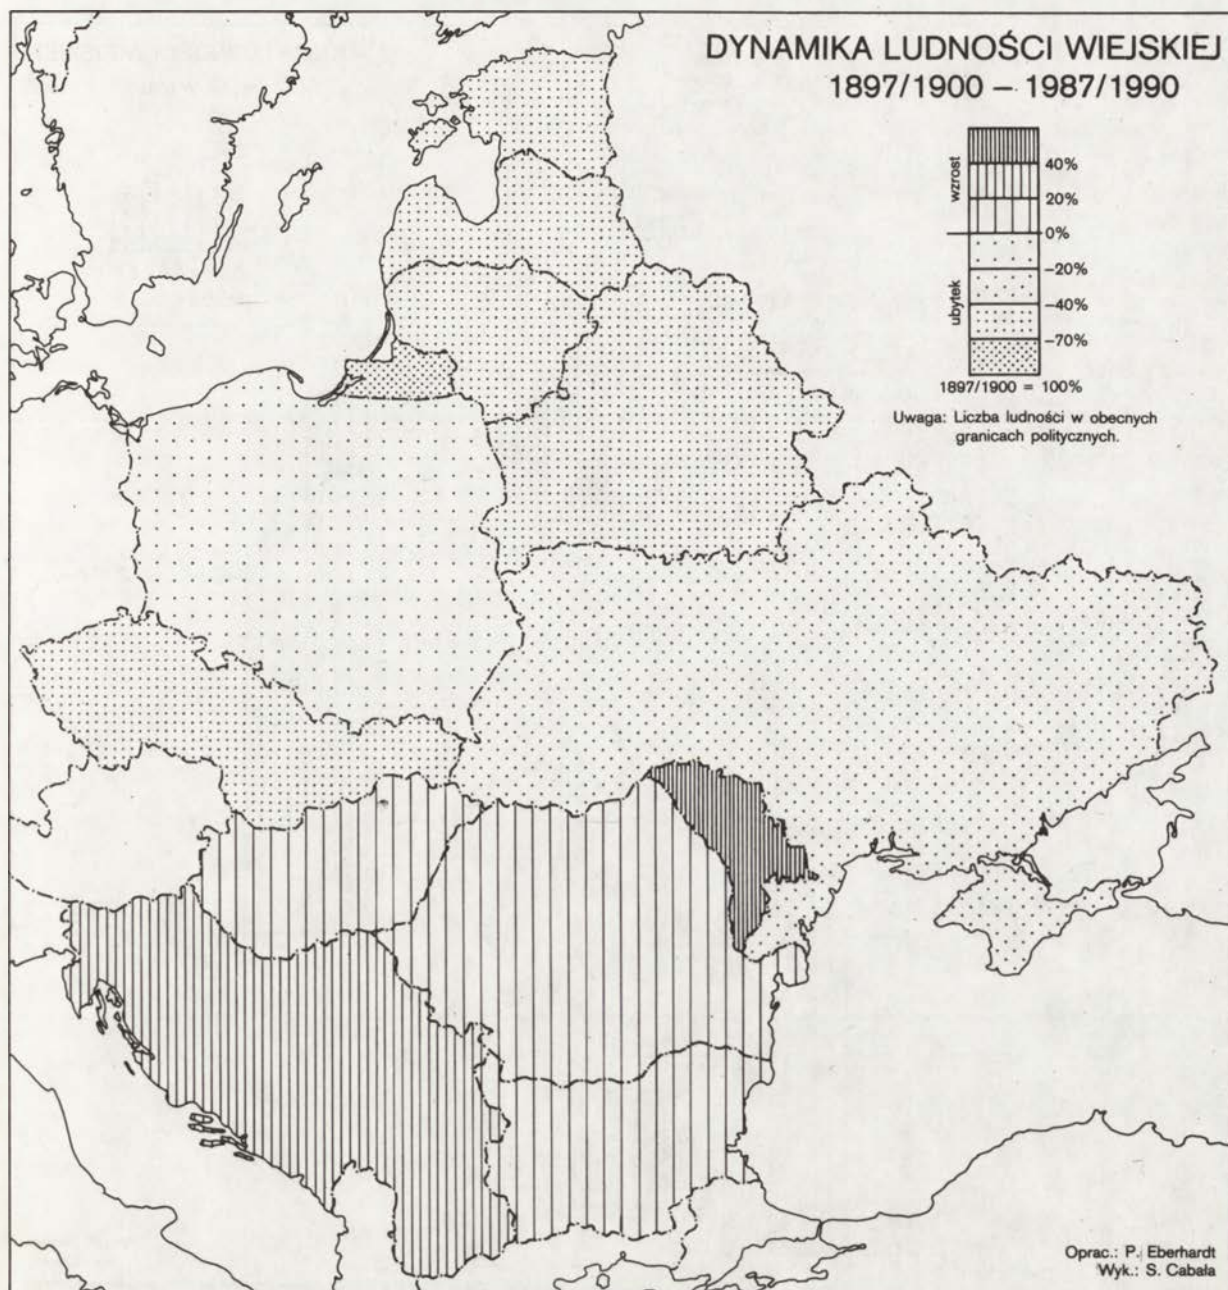 DYNAMIKA LUDNOŚCI WIEJSKIEJ
1897/1900 – 1987/1990
wzrost
40%
20%
0%
ubytek
–20%
–40%
–70%
1897/1900 = 100%
Uwaga: Liczba ludności w obecnych
granicach politycznych.
Oprac.: P. Eberhardt
Wyk.: S. Cabała